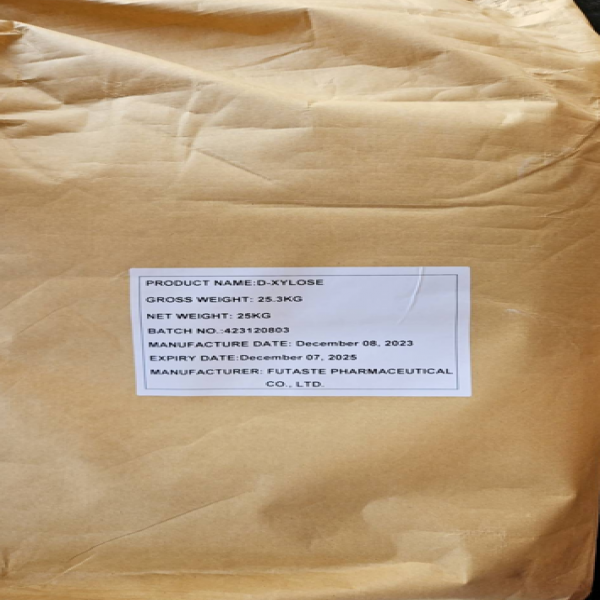 PRODUCT NAME:D-XYLOSE
GROSS WEIGHT: 25.3KG
NET WEIGHT: 25KG
BATCH NO.:423120803
MANUFACTURE DATE: December 08, 2023
EXPIRY DATE:December 07, 2025
MANUFACTURER: FUTASTE PHARMACEUTICAL
CO., LTD.